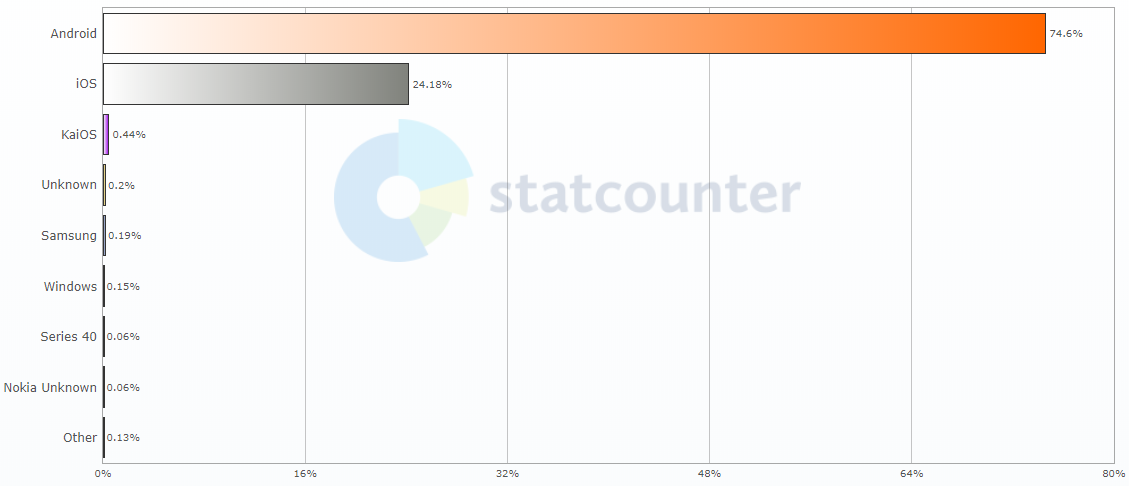 Android 74.6%
iOS 24.18%
KaiOS 0.44%
Unknown 0.2%
Samsung 0.19%
Windows 0.15%
Series 40 0.06%
Nokia Unknown 0.06%
Other 0.13%
0% 16% 32% 48% 64% 80%
statcounter